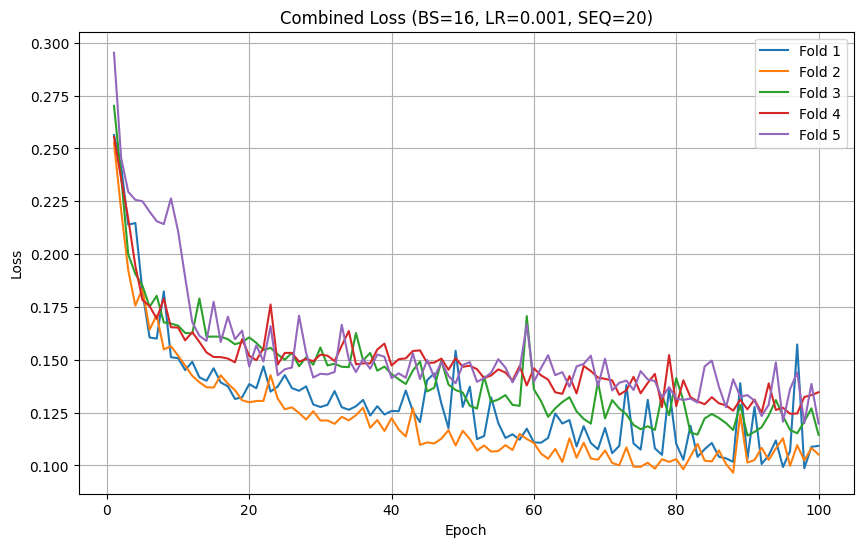 Combined Loss (BS=16, LR=0.001, SEQ=20)
Fold 1
Fold 2
Fold 3
Fold 4
Fold 5
0.300
0.275
0.250
0.225
0.200
0.175
0.150
0.125
0.100
Loss
0 20 40 60 80 100
Epoch